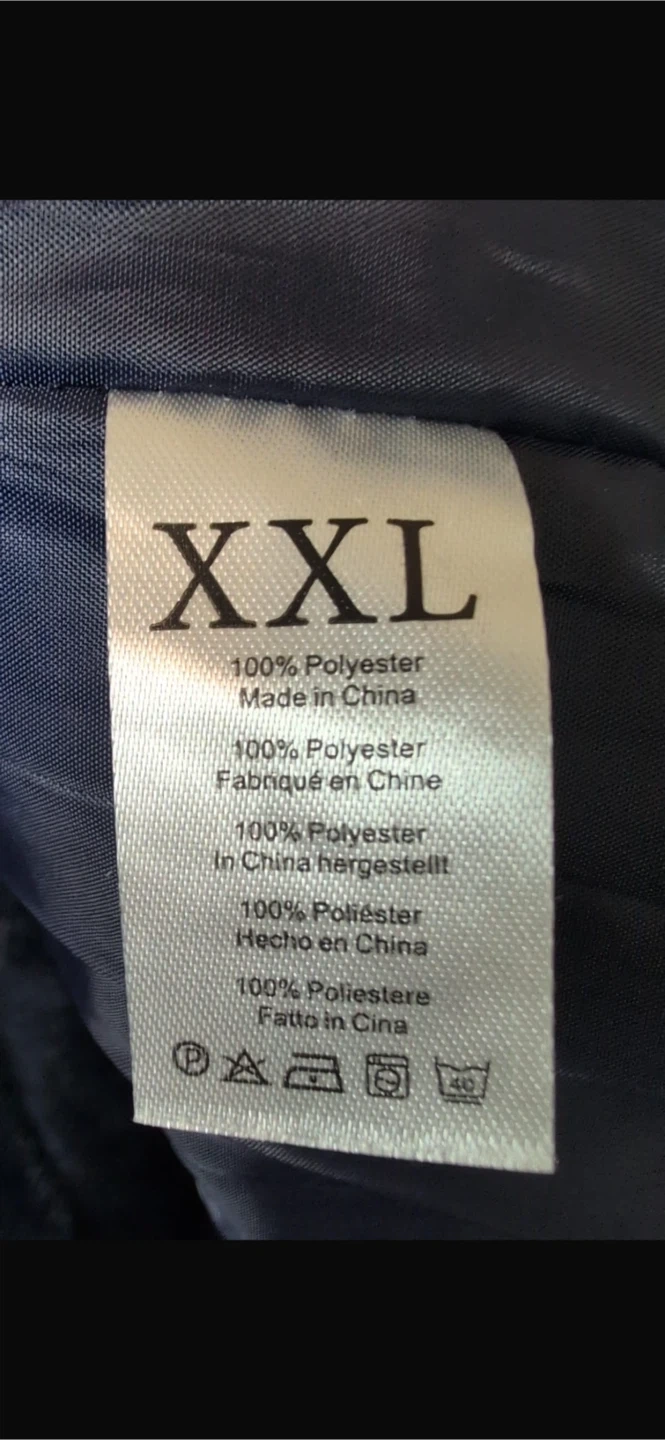 XXL
100% Polyester
Made in China
100% Polyester
Fabriqué en Chine
100% Polyester
In China hergestellt
100% Poliéster
Hecho en China
100% Poliestere
Fatto in Cina
P
40